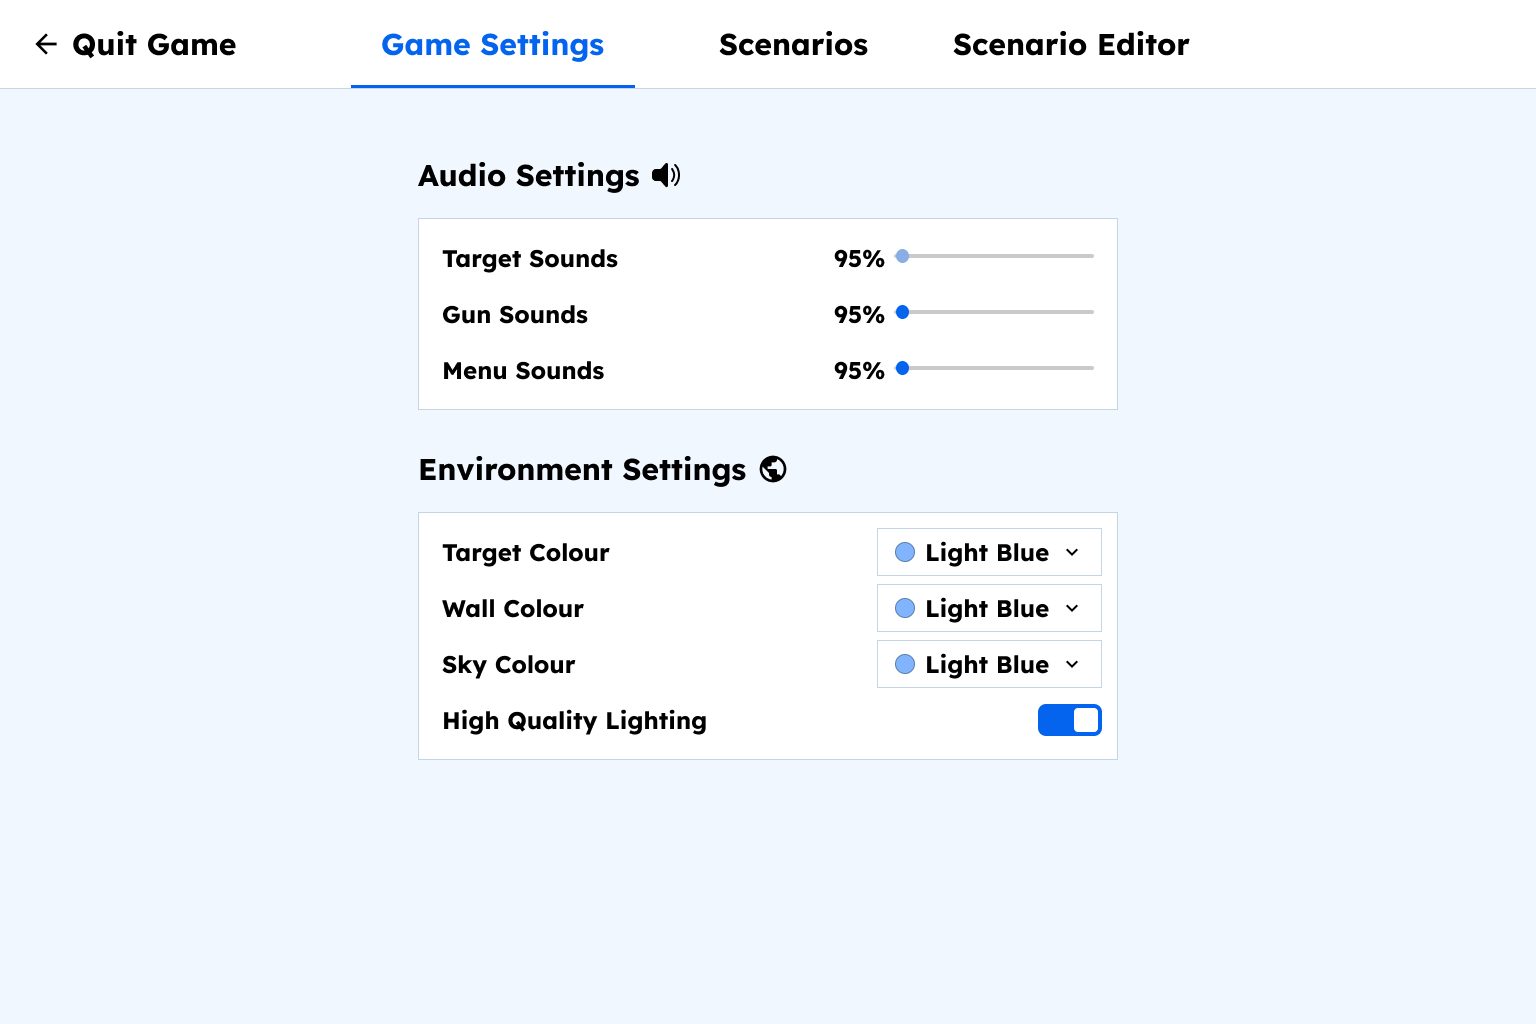 Quit Game
Game Settings
Scenarios
Scenario Editor
Audio Settings
Target Sounds 95%
Gun Sounds 95%
Menu Sounds 95%
Environment Settings
Target Colour Light Blue
Wall Colour Light Blue
Sky Colour Light Blue
High Quality Lighting